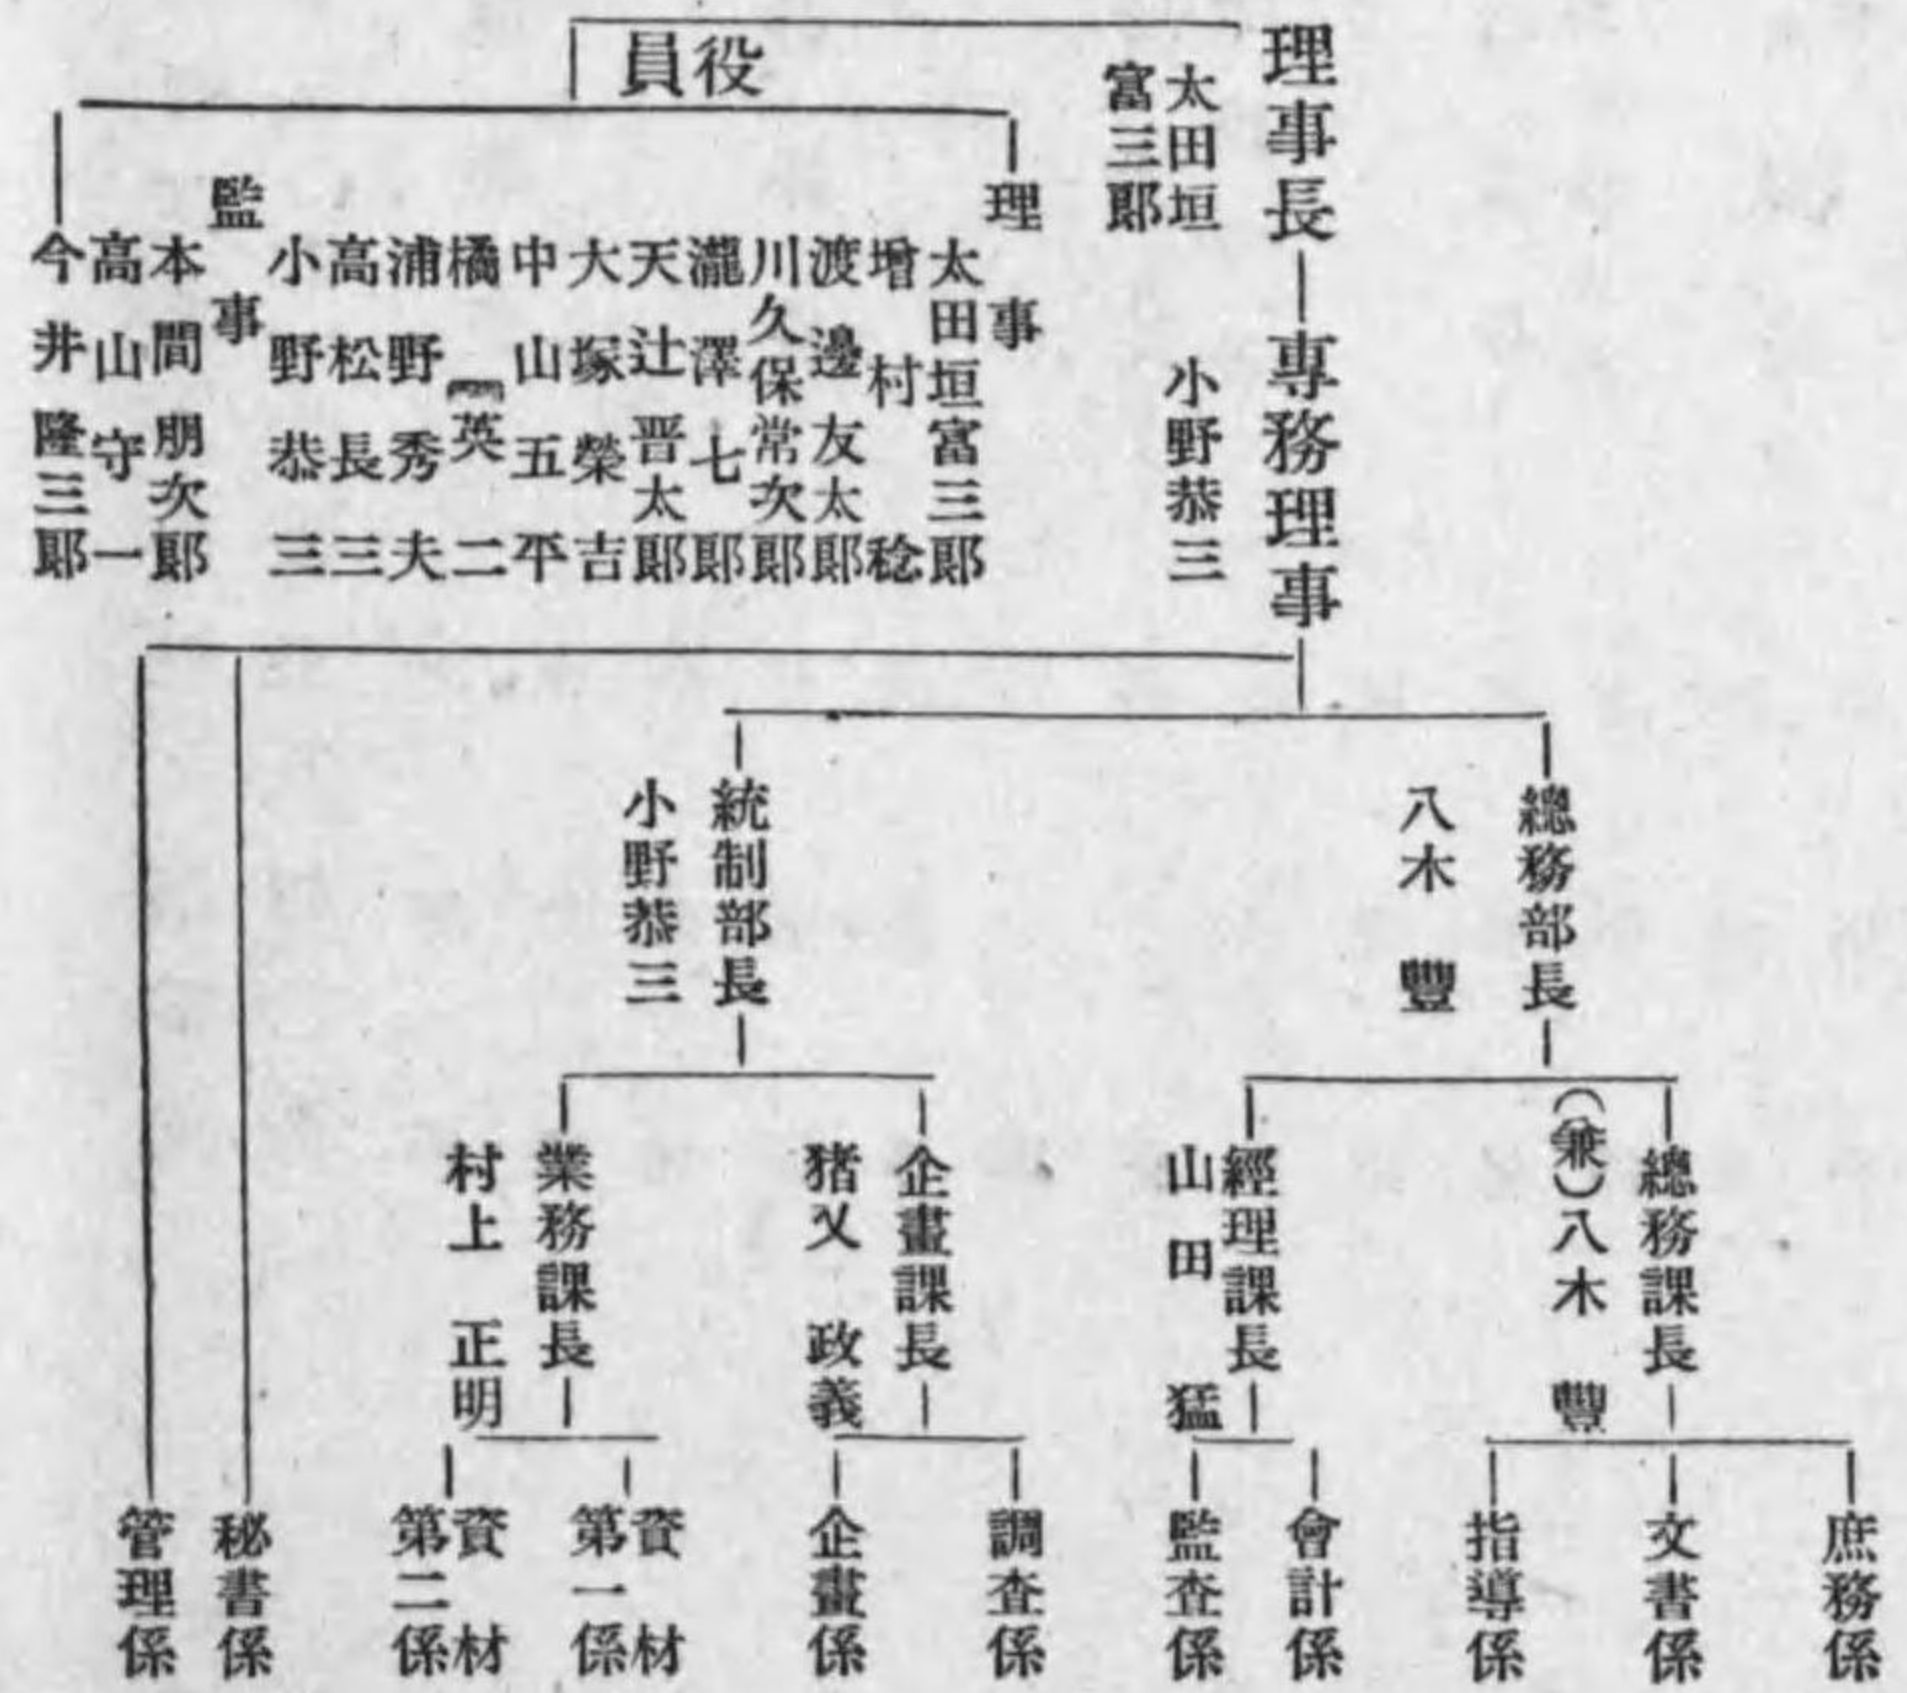 理事長
專務理事
太田垣
富三郎
小野恭三
役員
理事
太田垣富三郎
增村稔
渡邊友太郎
川久保常次郎
瀧澤七郎
天辻晋太郎
大塚榮吉
中山五平
橘英二
浦野秀夫
高松長三
小野恭三
監事
本間朋次郎
高山守一
今井隆三郎
總務部長
八木豐
統制部長
小野恭三
總務課長
(兼)八木豐
經理課長
山田猛
企畫課長
猪又政義
業務課長
村上正明
庶務係
文書係
指導係
會計係
監查係
調查係
企畫係
資材
第一係
資材
第二係
秘書係
管理係